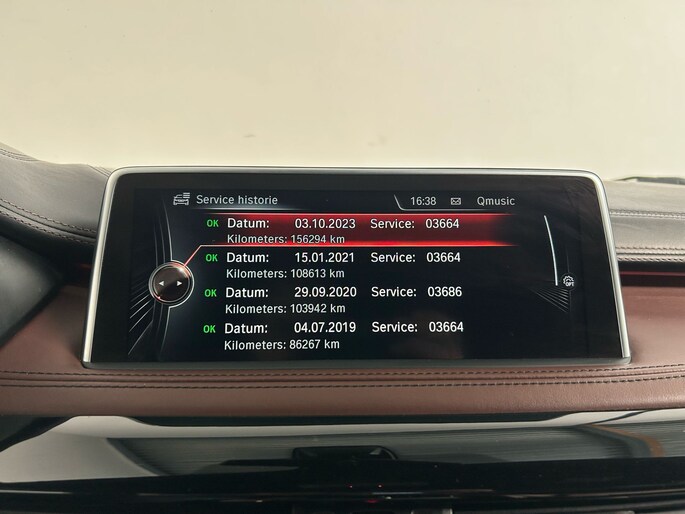 Service historie 16:38 Qmusic
OK Datum: 03.10.2023 Service: 03664
Kilometers: 156294 km
OK Datum: 15.01.2021 Service: 03664
Kilometers: 108613 km
OK Datum: 29.09.2020 Service: 03686
Kilometers: 103942 km
OK Datum: 04.07.2019 Service: 03664
Kilometers: 86267 km
OPT